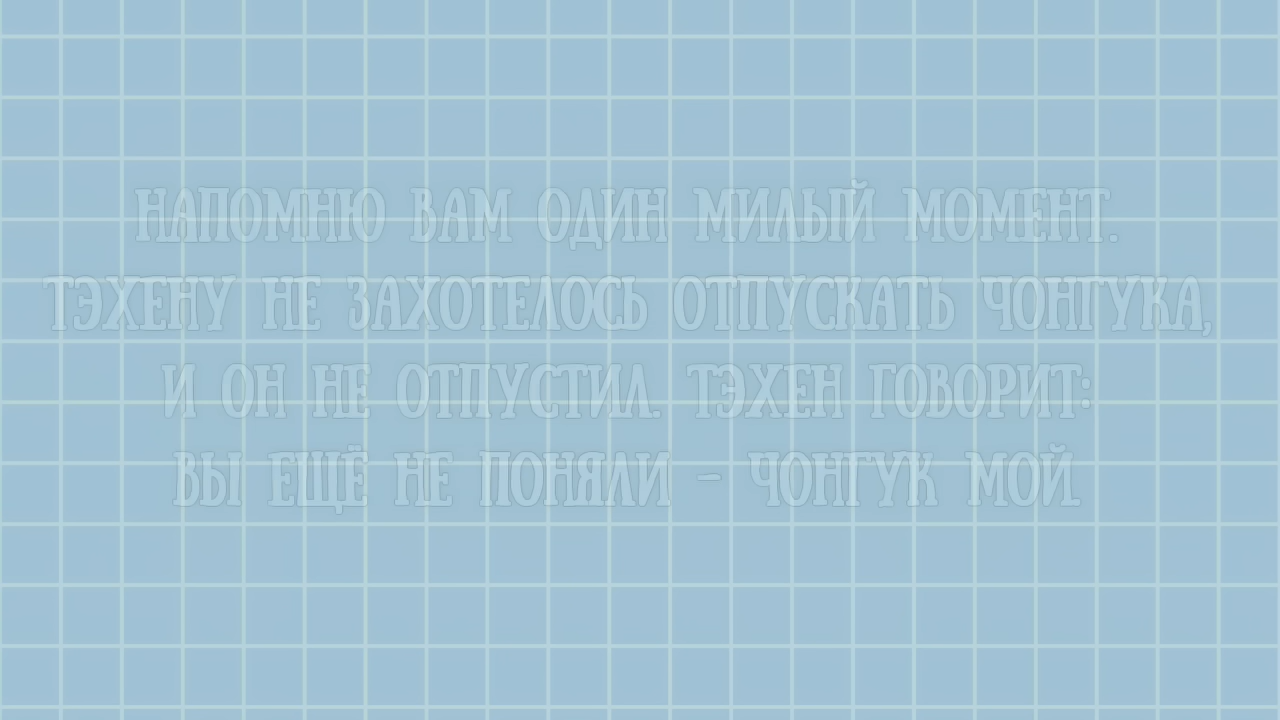 НАПОМНЮ ВАМ ОДИН МИЛЫЙ МОМЕНТ.
ТЭХЕНУ НЕ ЗАХОТЕЛОСЬ ОТПУСКАТЬ ЧОНГУКА,
И ОН НЕ ОТПУСТИЛ. ТЭХЕН ГОВОРИТ:
ВЫ ЕЩЁ НЕ ПОНЯЛИ - ЧОНГУК МОЙ.